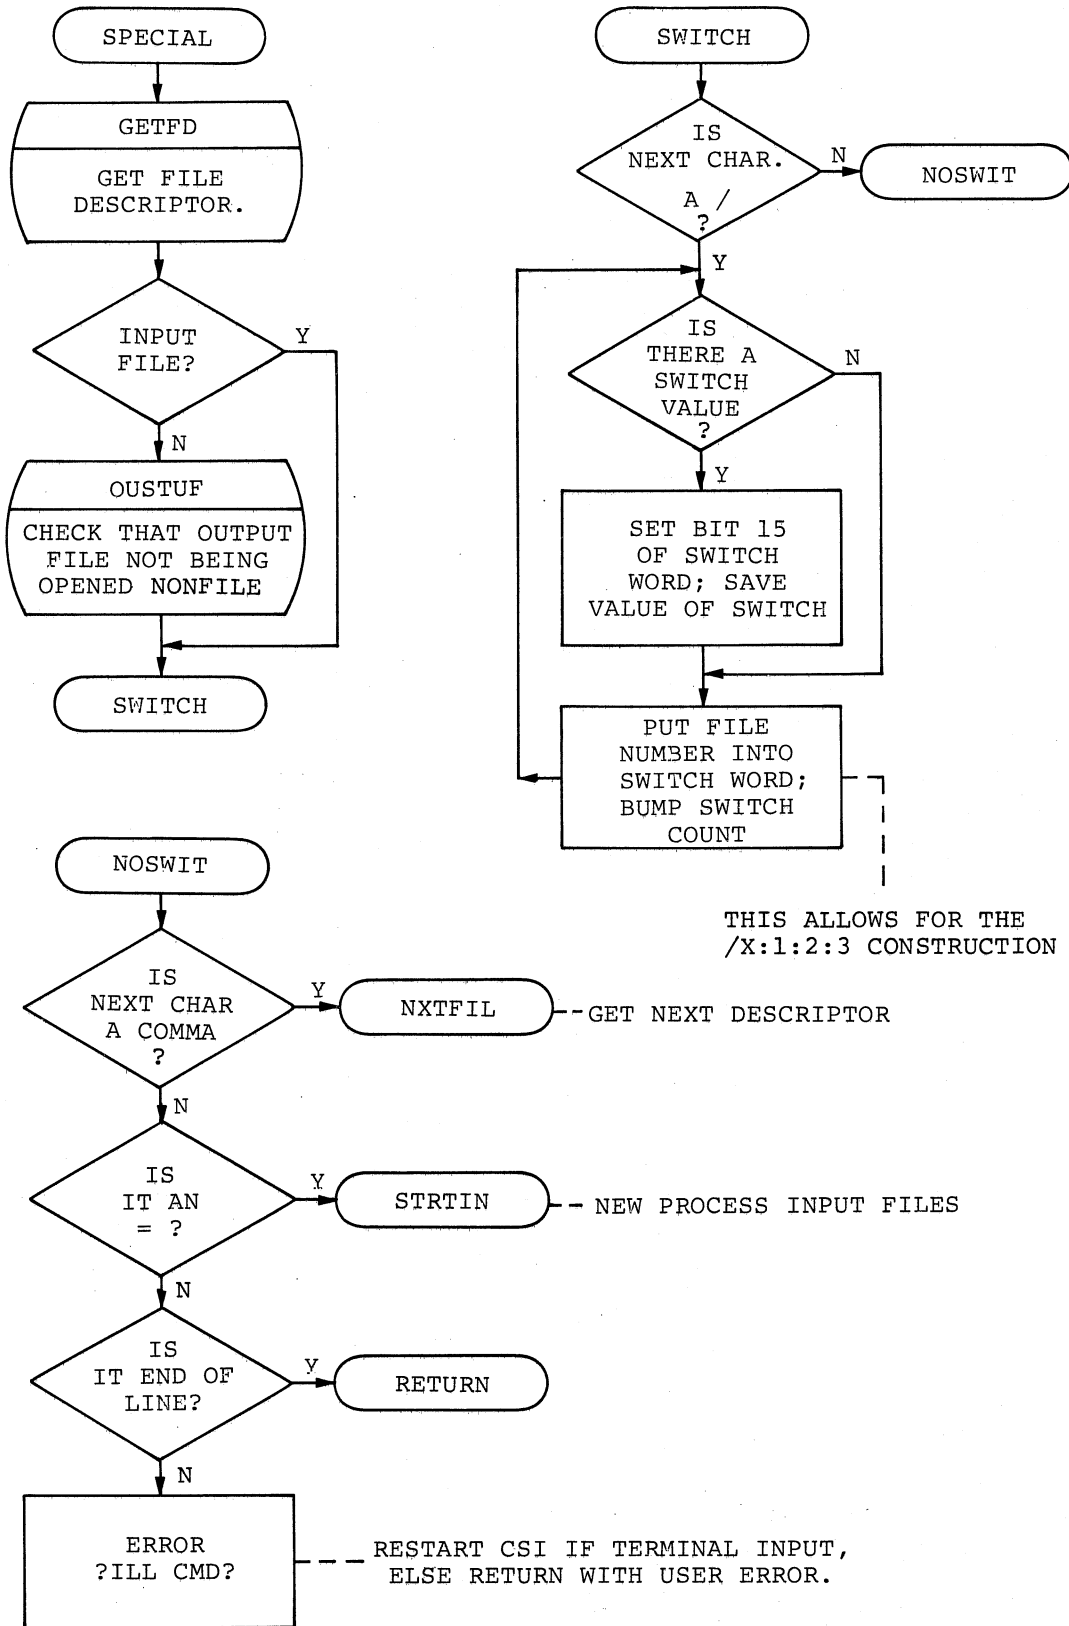 SPECIAL
GETFD
GET FILE
DESCRIPTOR.
INPUT
FILE?
Y
N
OUSTUF
CHECK THAT OUTPUT
FILE NOT BEING
OPENED NONFILE
SWITCH
SWITCH
IS
NEXT CHAR.
A /
?
N
NOSWIT
Y
IS
THERE A
SWITCH
VALUE
?
N
Y
SET BIT 15
OF SWITCH
WORD; SAVE
VALUE OF SWITCH
PUT FILE
NUMBER INTO
SWITCH WORD;
BUMP SWITCH
COUNT
THIS ALLOWS FOR THE
/X:1:2:3 CONSTRUCTION
NOSWIT
IS
NEXT CHAR
A COMMA
?
Y
NXTFIL
GET NEXT DESCRIPTOR
N
IS
IT AN
= ?
Y
STRTIN
NEW PROCESS INPUT FILES
N
IS
IT END OF
LINE?
Y
RETURN
N
ERROR
?ILL CMD?
RESTART CSI IF TERMINAL INPUT,
ELSE RETURN WITH USER ERROR.